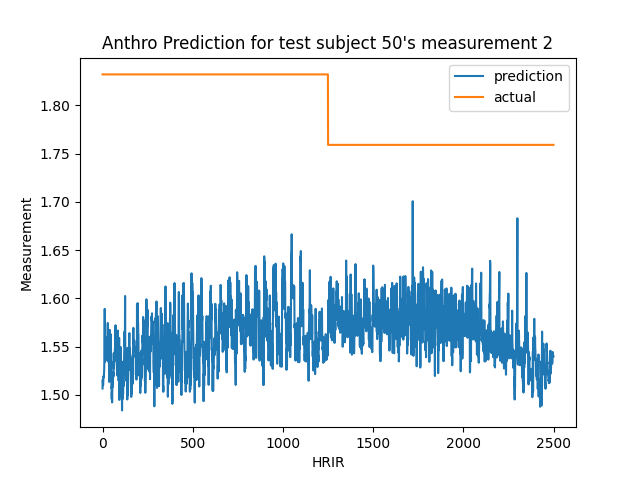 Anthro Prediction for test subject 50's measurement 2
prediction
actual
Measurement
1.80
1.75
1.70
1.65
1.60
1.55
1.50
0
500
1000
1500
2000
2500
HRIR